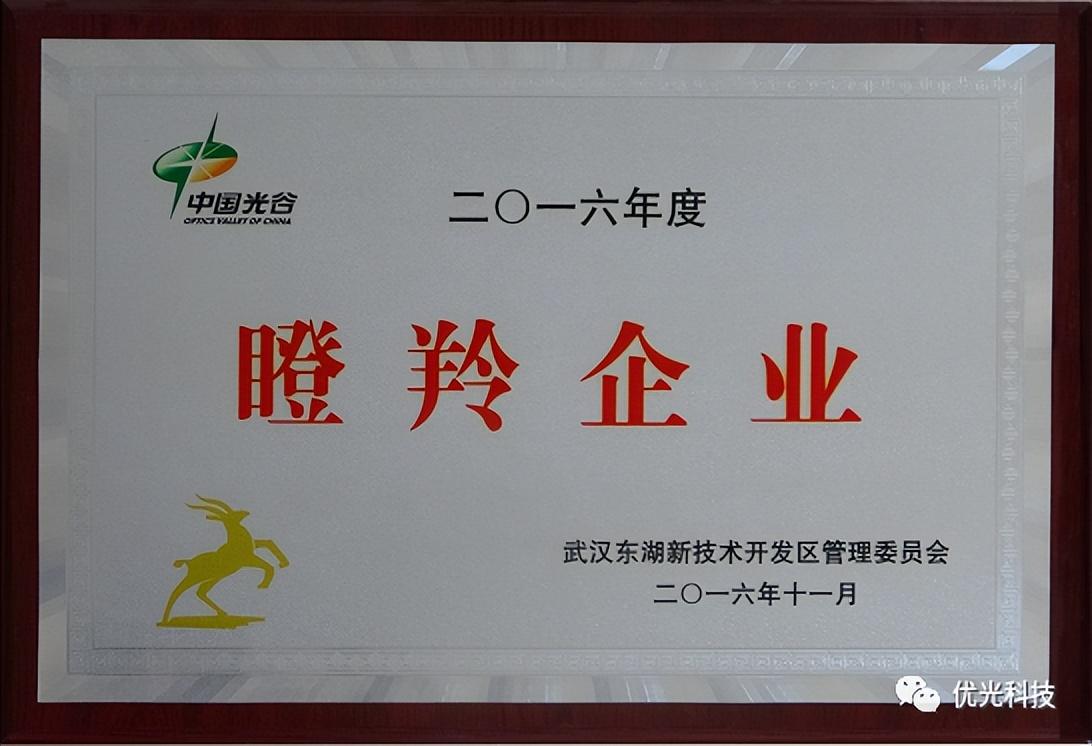 中国光谷
OPTICS VALLEY OF CHINA
二〇一六年度
瞪羚企业
武汉东湖新技术开发区管理委员会
二〇一六年十一月
优光科技